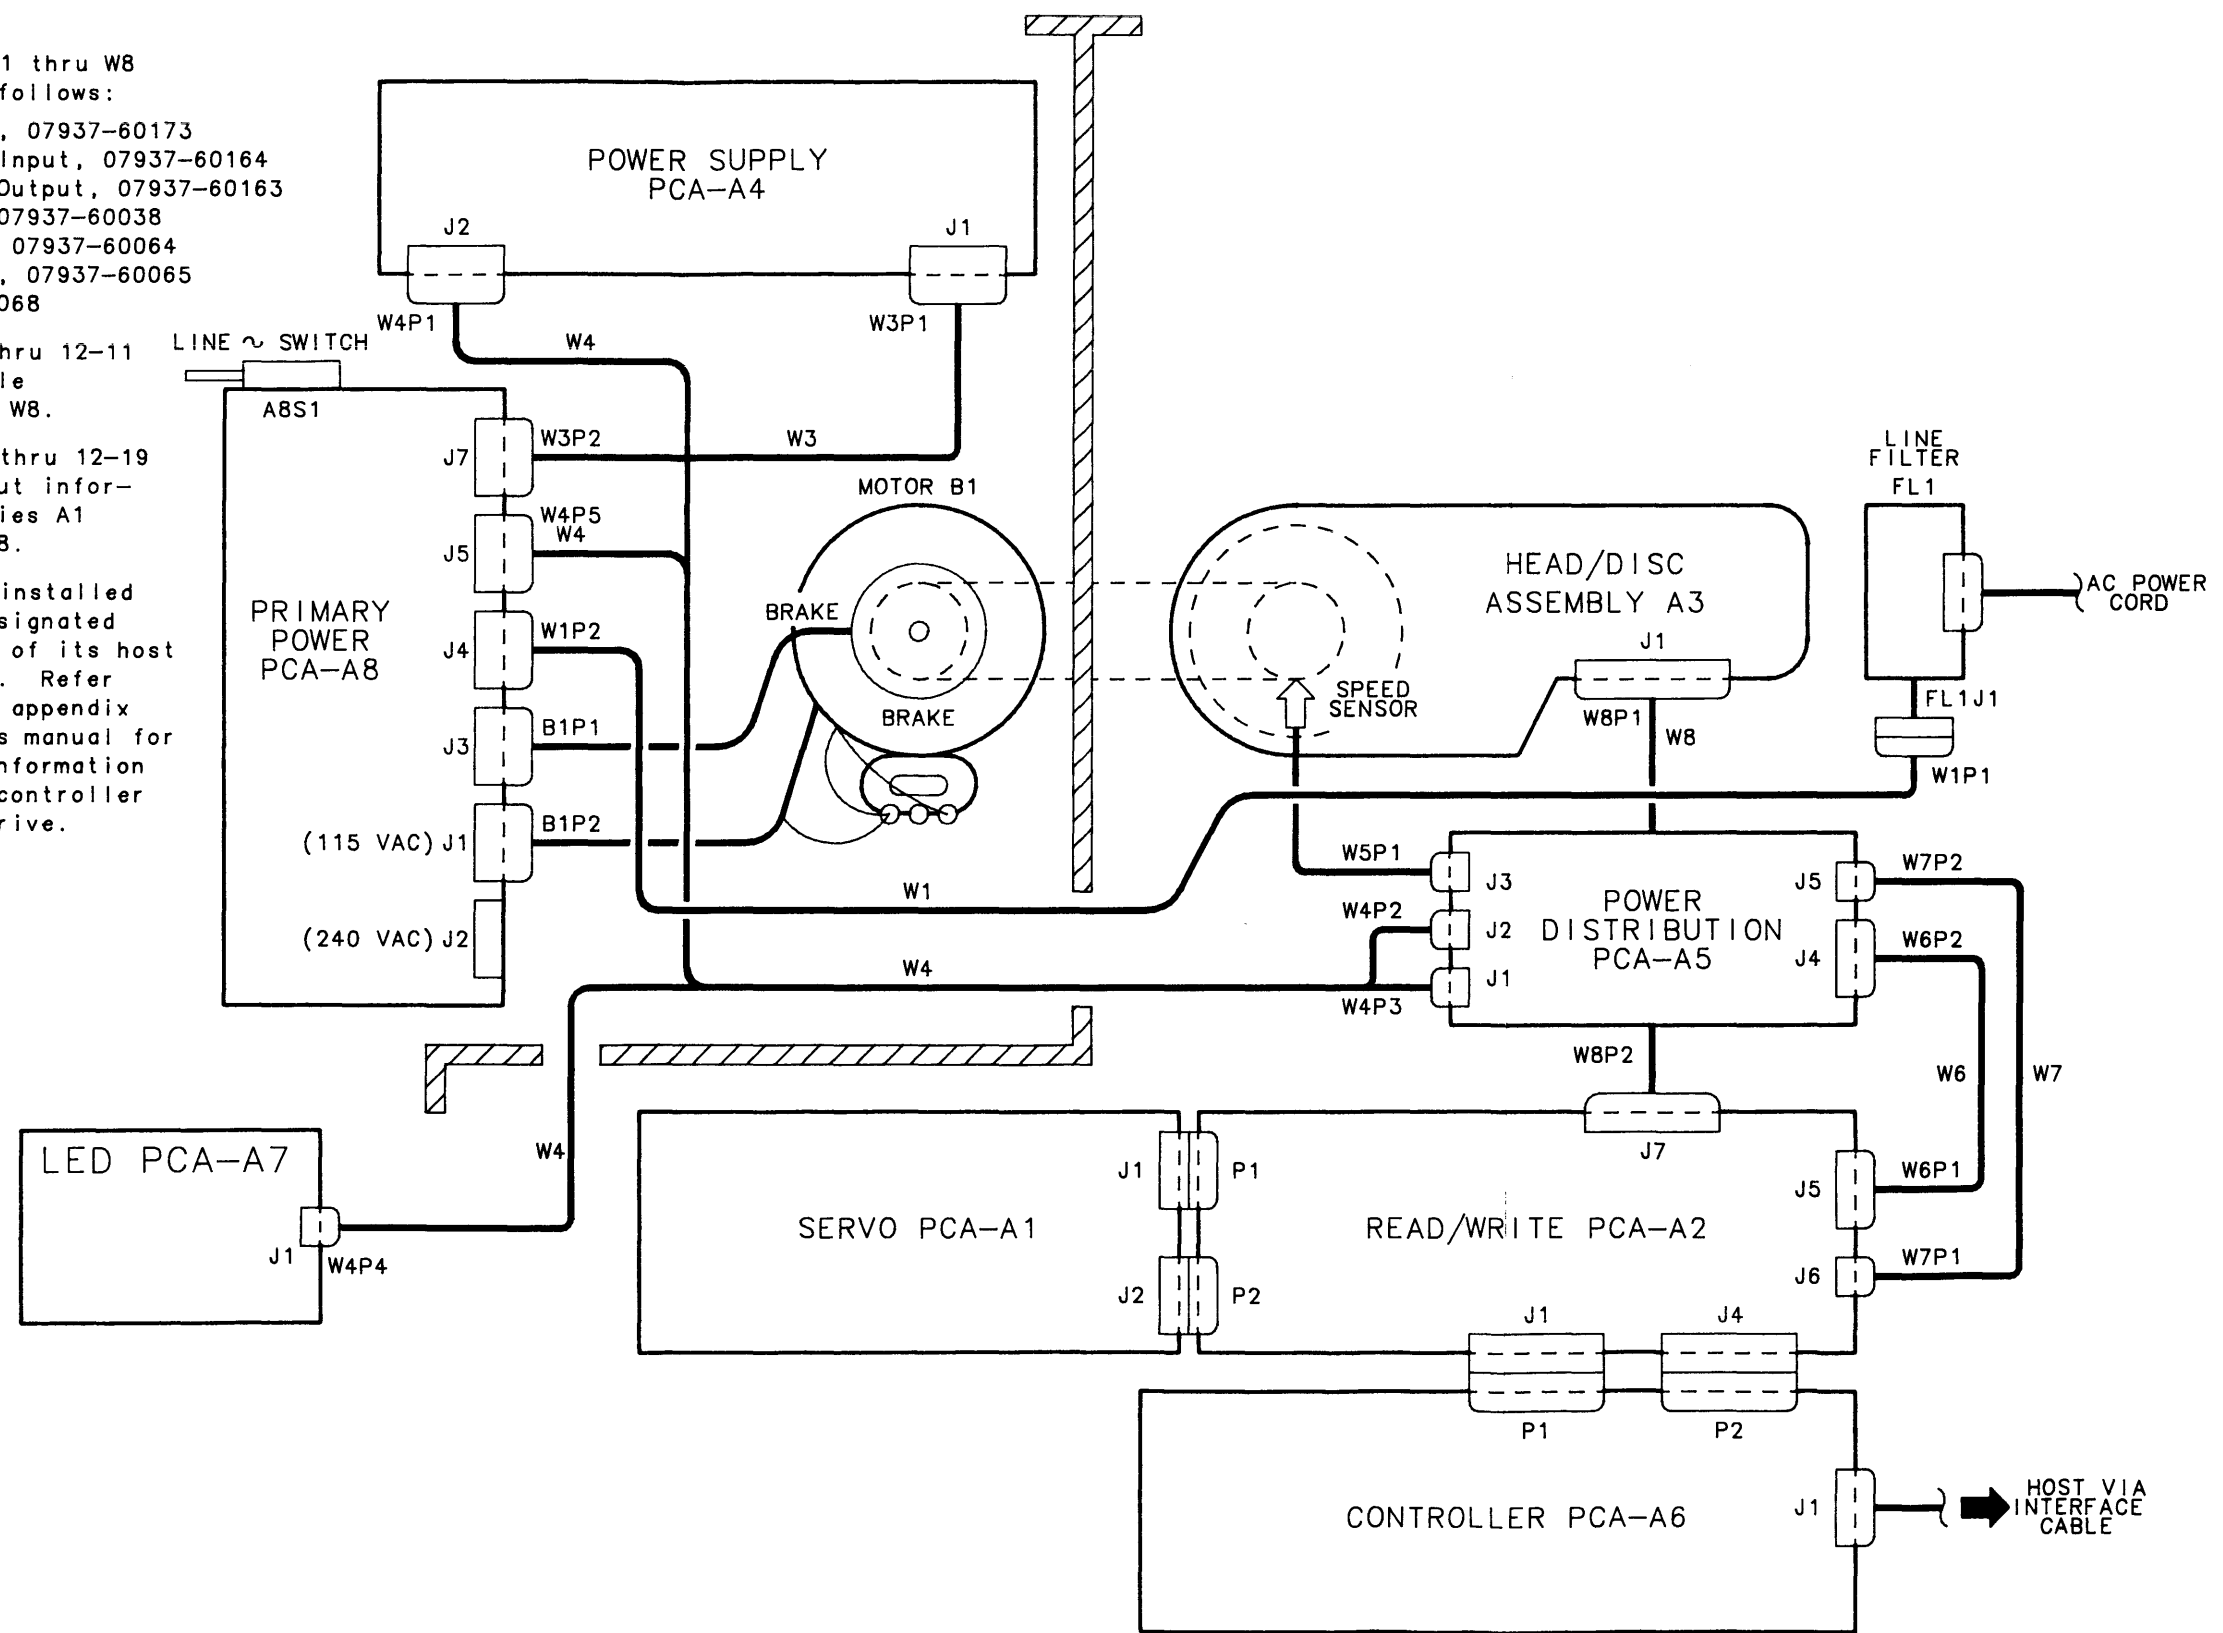 1 thru W8
follows:
, 07937-60173
Input, 07937-60164
Output, 07937-60163
07937-60038
07937-60064
, 07937-60065
068
hru 12-11
le
W8.
thru 12-19
ut infor-
ies A1
8.
installed
signated
of its host
. Refer
appendix
s manual for
nformation
controller
rive.
POWER SUPPLY
PCA-A4
J2
J1
W4P1
W3P1
W4
LINE ~ SWITCH
A8S1
PRIMARY
POWER
PCA-A8
J7
W3P2
W3
J5
W4P5
W4
J4
W1P2
J3
B1P1
(115 VAC) J1
B1P2
(240 VAC) J2
MOTOR B1
BRAKE
BRAKE
W1
W4
HEAD/DISC
ASSEMBLY A3
J1
SPEED
SENSOR
W8P1
W8
LINE
FILTER
FL1
AC POWER
CORD
FL1J1
W1P1
W5P1
J3
W4P2
J2
J1
W4P3
POWER
DISTRIBUTION
PCA-A5
J5
W7P2
J4
W6P2
W8P2
W6
W7
LED PCA-A7
J1
W4P4
W4
SERVO PCA-A1
J1
P1
J2
P2
READ/WRITE PCA-A2
J7
J5
W6P1
J6
W7P1
J1
J4
P1
P2
CONTROLLER PCA-A6
J1
HOST VIA
INTERFACE
CABLE